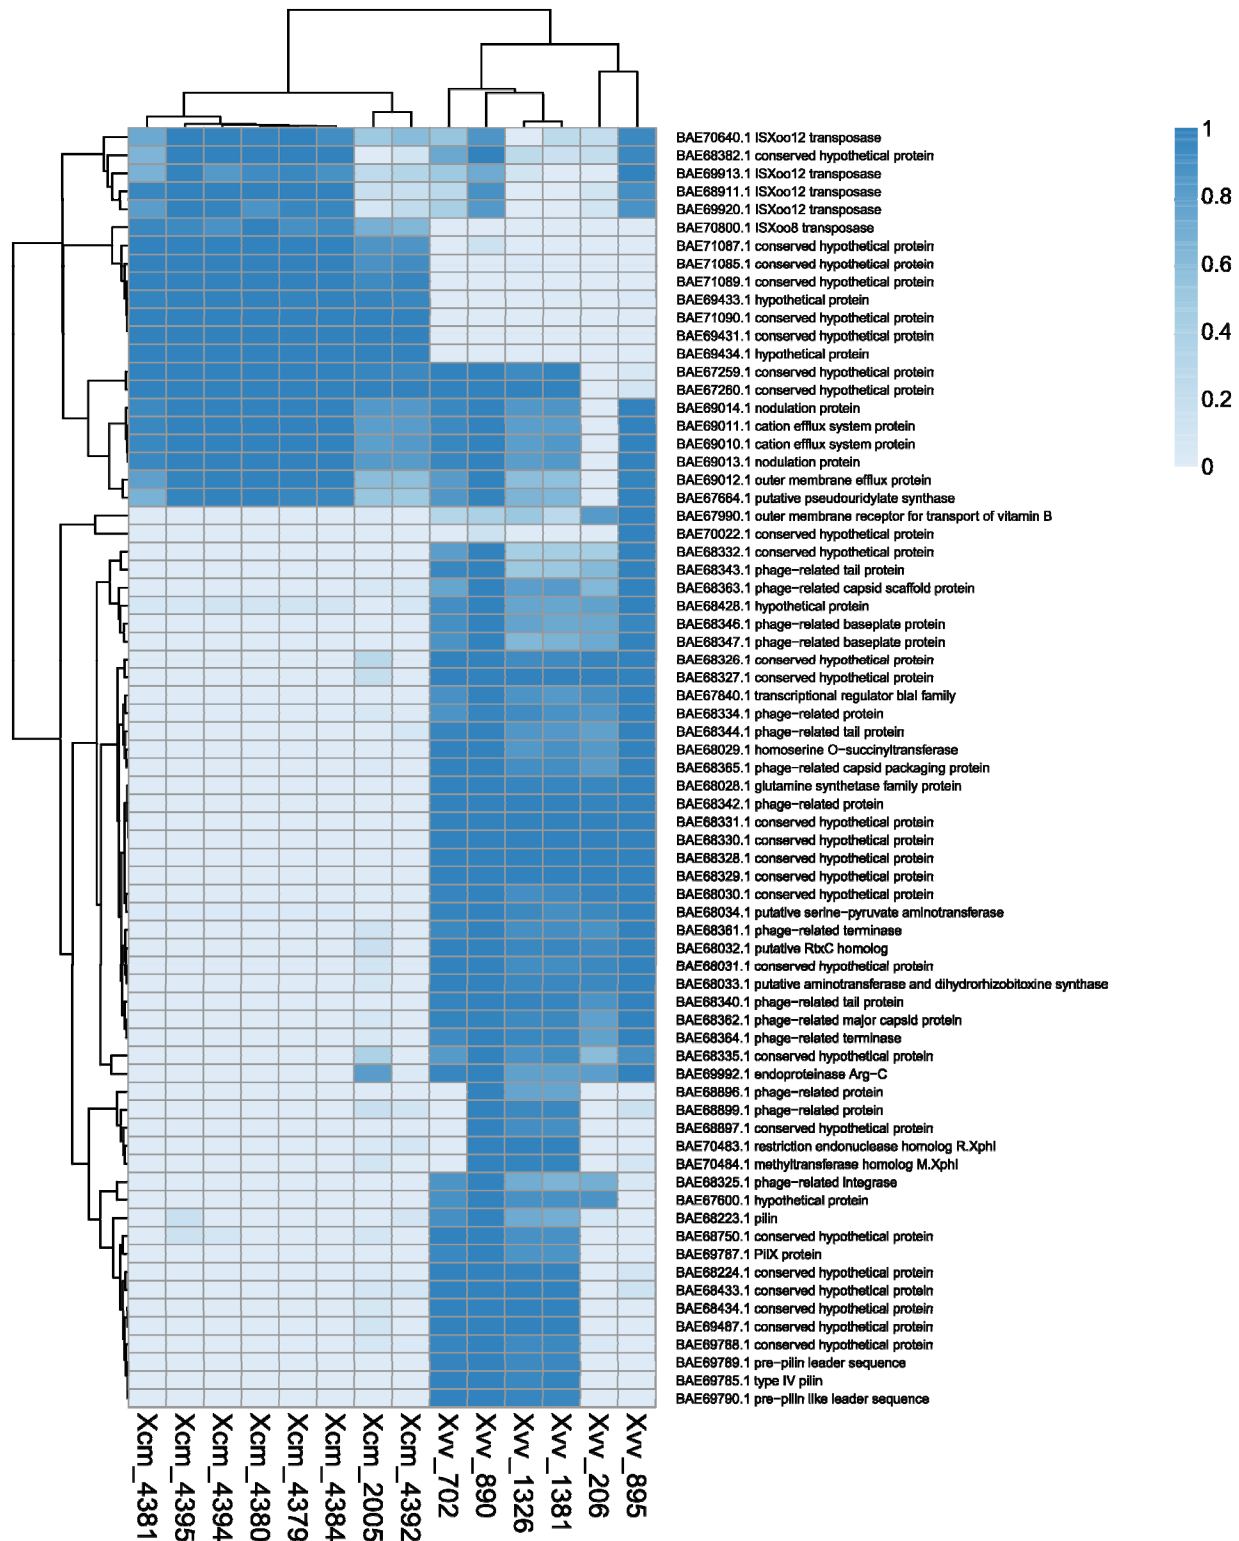 BAE70640.1 ISXoo12 transposase
BAE68382.1 conserved hypothetical protein
BAE69913.1 ISXoo12 transposase
BAE68911.1 ISXoo12 transposase
BAE69920.1 ISXoo12 transposase
BAE70800.1 ISXoo8 transposase
BAE71087.1 conserved hypothetical protein
BAE71085.1 conserved hypothetical protein
BAE71089.1 conserved hypothetical protein
BAE69433.1 hypothetical protein
BAE71090.1 conserved hypothetical protein
BAE69431.1 conserved hypothetical protein
BAE69434.1 hypothetical protein
BAE67259.1 conserved hypothetical protein
BAE67260.1 conserved hypothetical protein
BAE69014.1 nodulation protein
BAE69011.1 cation efflux system protein
BAE69010.1 cation efflux system protein
BAE69013.1 nodulation protein
BAE69012.1 outer membrane efflux protein
BAE67664.1 putative pseudouridylate synthase
BAE67990.1 outer membrane receptor for transport of vitamin B
BAE70022.1 conserved hypothetical protein
BAE68332.1 conserved hypothetical protein
BAE68343.1 phage−related tail protein
BAE68363.1 phage−related capsid scaffold protein
BAE68428.1 hypothetical protein
BAE68346.1 phage−related baseplate protein
BAE68347.1 phage−related baseplate protein
BAE68326.1 conserved hypothetical protein
BAE68327.1 conserved hypothetical protein
BAE67840.1 transcriptional regulator blaI family
BAE68334.1 phage−related protein
BAE68344.1 phage−related tail protein
BAE68029.1 homoserine O−succinyltransferase
BAE68365.1 phage−related capsid packaging protein
BAE68028.1 glutamine synthetase family protein
BAE68342.1 phage−related protein
BAE68331.1 conserved hypothetical protein
BAE68330.1 conserved hypothetical protein
BAE68328.1 conserved hypothetical protein
BAE68329.1 conserved hypothetical protein
BAE68030.1 conserved hypothetical protein
BAE68034.1 putative serine−pyruvate aminotransferase
BAE68361.1 phage−related terminase
BAE68032.1 putative RtxC homolog
BAE68031.1 conserved hypothetical protein
BAE68033.1 putative aminotransferase and dihydrorhizobitoxine synthase
BAE68340.1 phage−related tail protein
BAE68362.1 phage−related major capsid protein
BAE68364.1 phage−related terminase
BAE68335.1 conserved hypothetical protein
BAE69992.1 endoproteinase Arg−C
BAE68896.1 phage−related protein
BAE68899.1 phage−related protein
BAE68897.1 conserved hypothetical protein
BAE70483.1 restriction endonuclease homolog R.XphI
BAE70484.1 methyltransferase homolog M.XphI
BAE68325.1 phage−related integrase
BAE67600.1 hypothetical protein
BAE68223.1 pilin
BAE68750.1 conserved hypothetical protein
BAE69787.1 PilX protein
BAE68224.1 conserved hypothetical protein
BAE68433.1 conserved hypothetical protein
BAE68434.1 conserved hypothetical protein
BAE69487.1 conserved hypothetical protein
BAE69788.1 conserved hypothetical protein
BAE69789.1 pre−pilin leader sequence
BAE69785.1 type IV pilin
BAE69790.1 pre−pilin like leader sequence
1
0.8
0.6
0.4
0.2
0
Xcm_4381
Xcm_4395
Xcm_4394
Xcm_4380
Xcm_4379
Xcm_4384
Xcm_2005
Xcm_4392
Xvv_702
Xvv_890
Xvv_1326
Xvv_1381
Xvv_206
Xvv_895